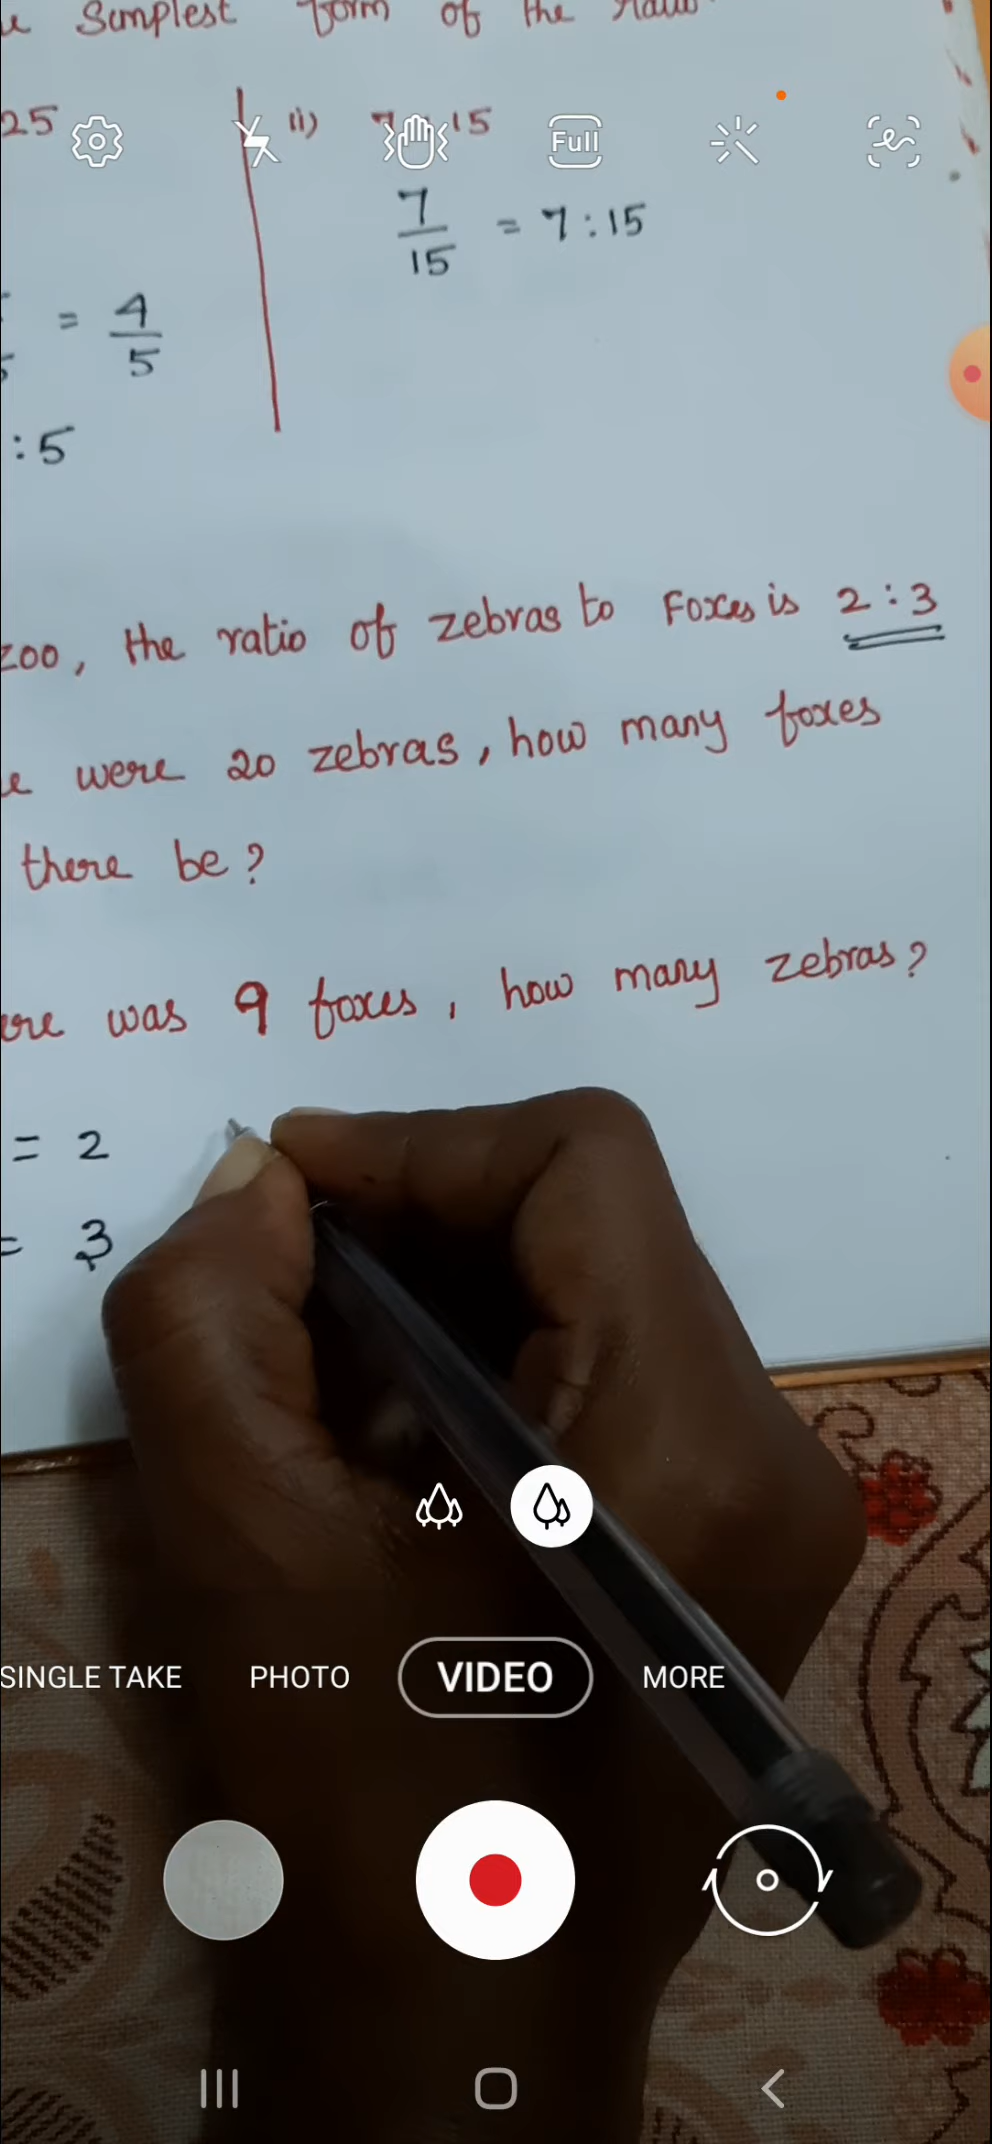 Simplest form of the
25
ii) 7 : 15
Full
7
15
= 7:15
= 4
5
:5
zoo, the ratio of zebras to Foxes is 2:3
were 20 zebras, how many foxes
there be?
was 9 foxes, how many zebras?
= 2
= 3
SINGLE TAKE PHOTO VIDEO MORE